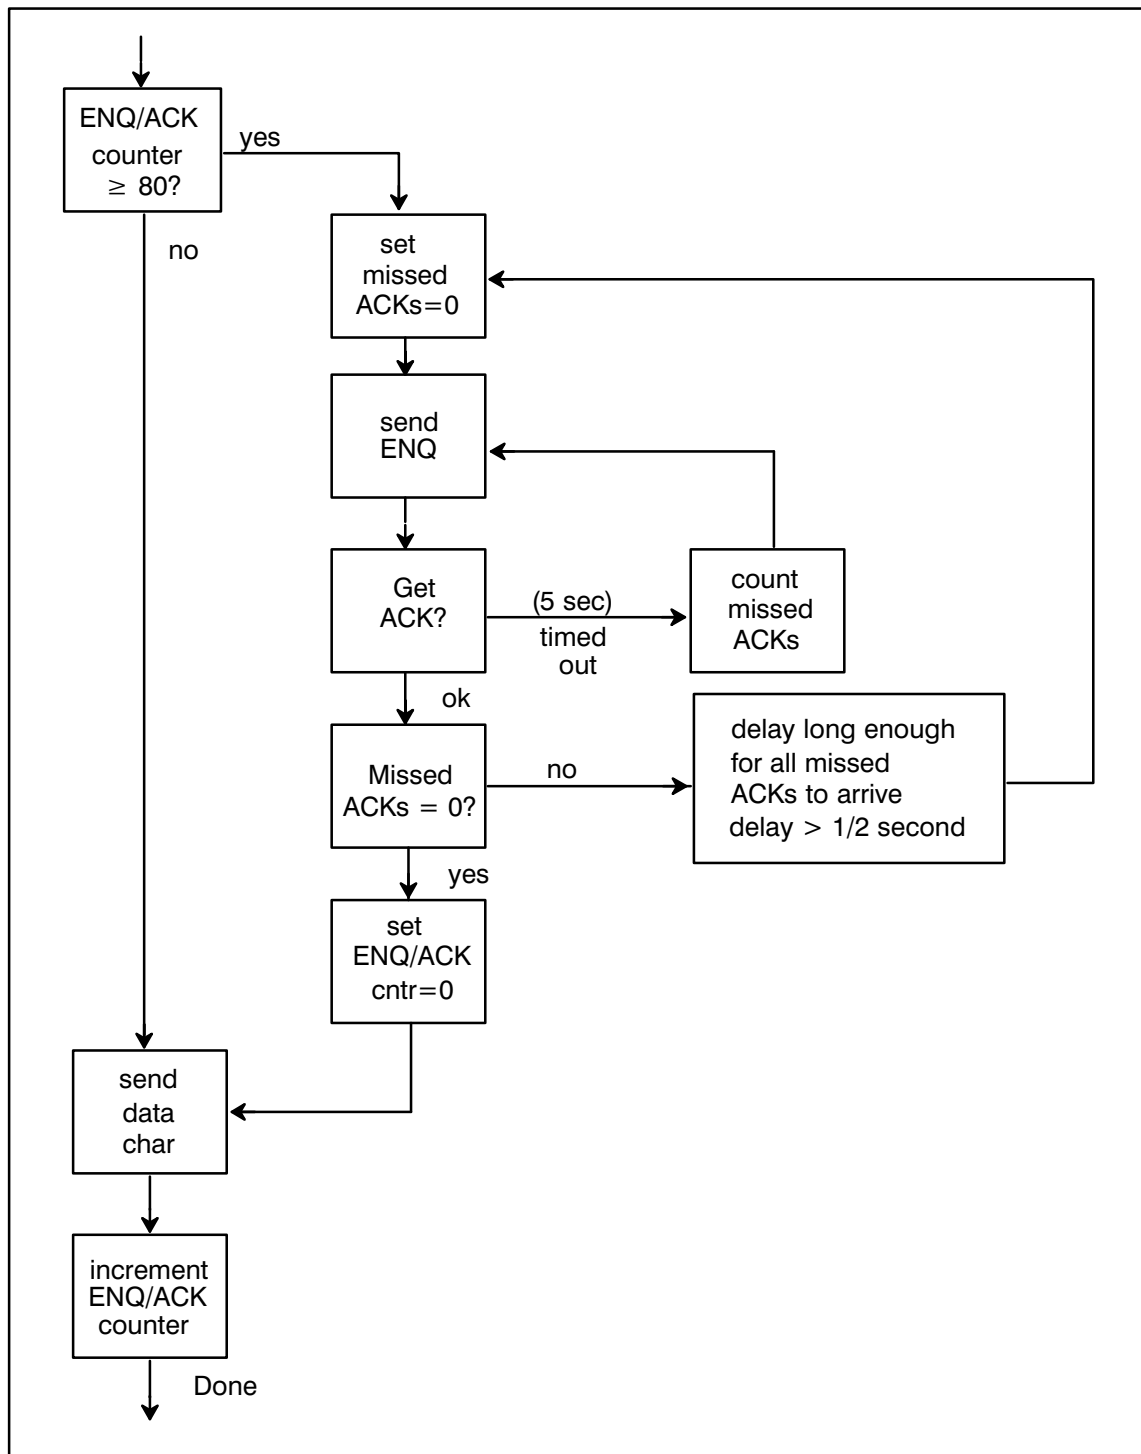 ENQ/ACK
counter
≥ 80?
yes
no
set
missed
ACKs=0
send
ENQ
Get
ACK?
(5 sec)
timed
out
count
missed
ACKs
ok
Missed
ACKs = 0?
no
delay long enough
for all missed
ACKs to arrive
delay > 1/2 second
yes
set
ENQ/ACK
cntr=0
send
data
char
increment
ENQ/ACK
counter
Done